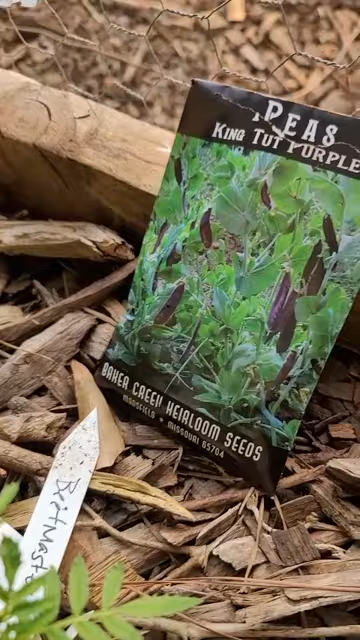 PEAS
KING TUT PURPLE
BAKER CREEK HEIRLOOM SEEDS
MANSFIELD • MISSOURI 65704